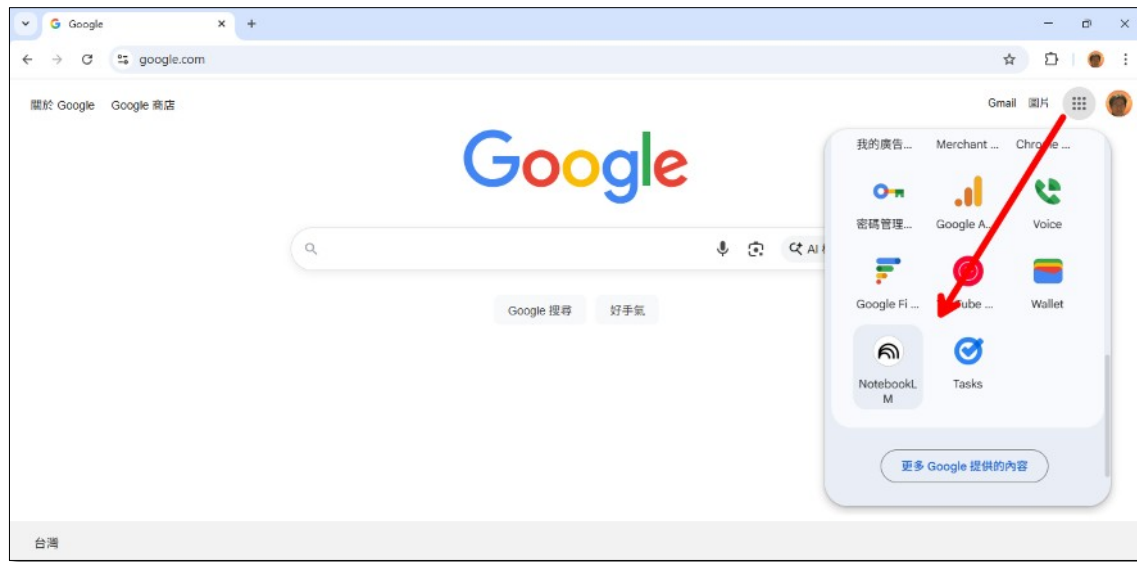 Google
google.com
關於 Google Google 商店
Gmail 圖片
Google
我的廣告... Merchant ... Chrome ...
密碼管理... Google A... Voice
AI
Google Fi ... YouTube ... Wallet
Google 搜尋 好手氣
NotebookL
M
Tasks
更多 Google 提供的內容
台灣